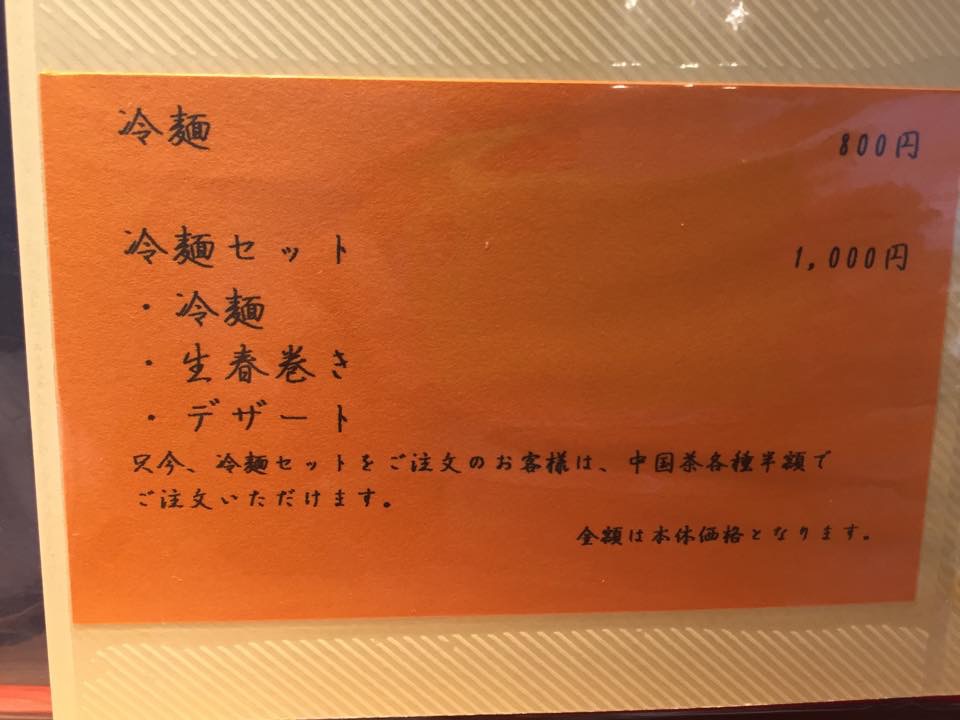 冷麺 800円
冷麺セット 1,000円
・冷麺
・生春巻き
・デザート
只今、冷麺セットをご注文のお客様は、中国茶各種半額で
ご注文いただけます。
金額は本体価格となります。